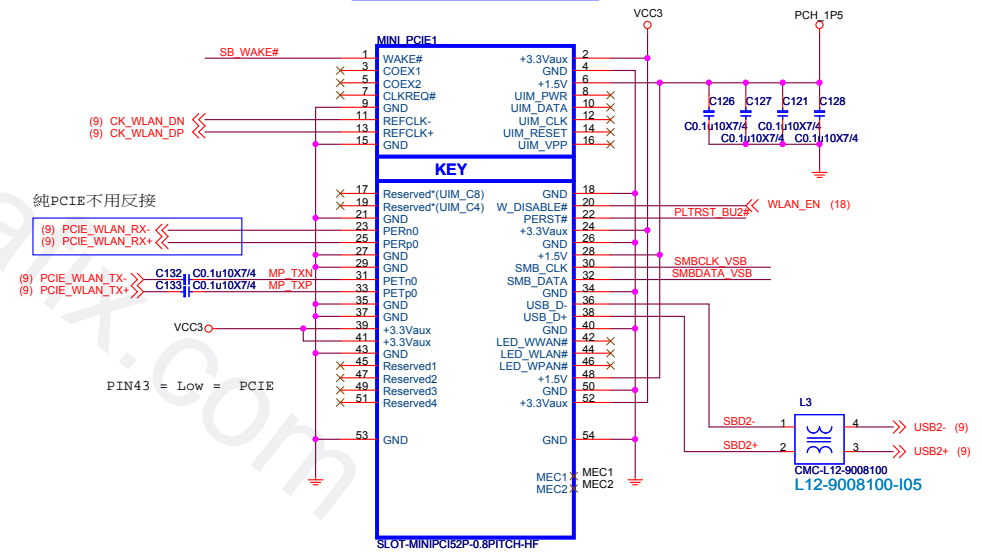 VCC3
PCH_1P5
MINI_PCIE1
SB_WAKE#
1 WAKE# +3.3Vaux 2
3 COEX1 GND 4
5 COEX2 +1.5V 6
7 CLKREQ# UIM_PWR 8
9 GND UIM_DATA 10
(9) CK_WLAN_DN 11 REFCLK- UIM_CLK 12
(9) CK_WLAN_DP 13 REFCLK+ UIM_RESET 14
15 GND UIM_VPP 16
C126 C127 C121 C128
C0.1u10X7/4 C0.1u10X7/4
C0.1u10X7/4 C0.1u10X7/4
KEY
純PCIE不用反接
17 Reserved*(UIM_C8) GND 18
19 Reserved*(UIM_C4) W_DISABLE# 20 WLAN_EN (18)
21 GND PERST# 22 PLTRST_BU2#
(9) PCIE_WLAN_RX- 23 PERn0 +3.3Vaux 24
(9) PCIE_WLAN_RX+ 25 PERp0 GND 26
27 GND +1.5V 28
29 GND SMB_CLK 30 SMBCLK_VSB
(9) PCIE_WLAN_TX- C132 C0.1u10X7/4 MP_TXN 31 PETn0 SMB_DATA 32 SMBDATA_VSB
(9) PCIE_WLAN_TX+ C133 C0.1u10X7/4 MP_TXP 33 PETp0 GND 34
35 GND USB_D- 36
37 GND USB_D+ 38
VCC3 39 +3.3Vaux GND 40
41 +3.3Vaux LED_WWAN# 42
43 GND LED_WLAN# 44
45 Reserved1 LED_WPAN# 46
47 Reserved2 +1.5V 48
49 Reserved3 GND 50
51 Reserved4 +3.3Vaux 52
PIN43 = Low = PCIE
53 GND GND 54
L3
SBD2- 1 4 USB2- (9)
SBD2+ 2 3 USB2+ (9)
CMC-L12-9008100
L12-9008100-I05
MEC1 MEC1
MEC2 MEC2
SLOT-MINIPCI52P-0.8PITCH-HF
afix.com